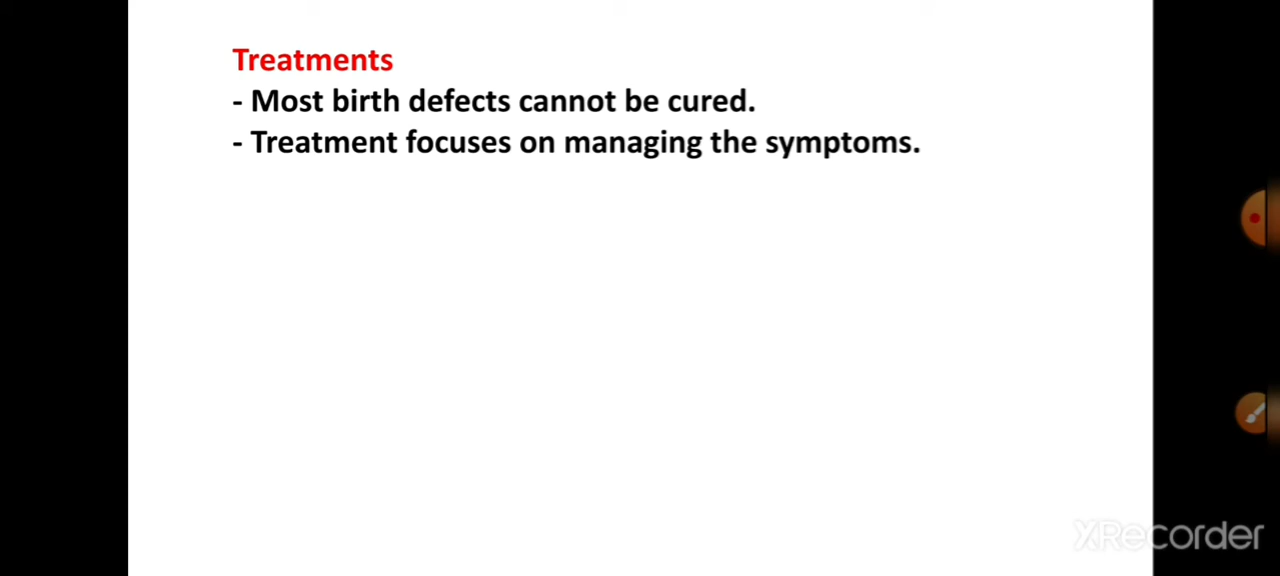 Treatments
- Most birth defects cannot be cured.
- Treatment focuses on managing the symptoms.
XRecorder